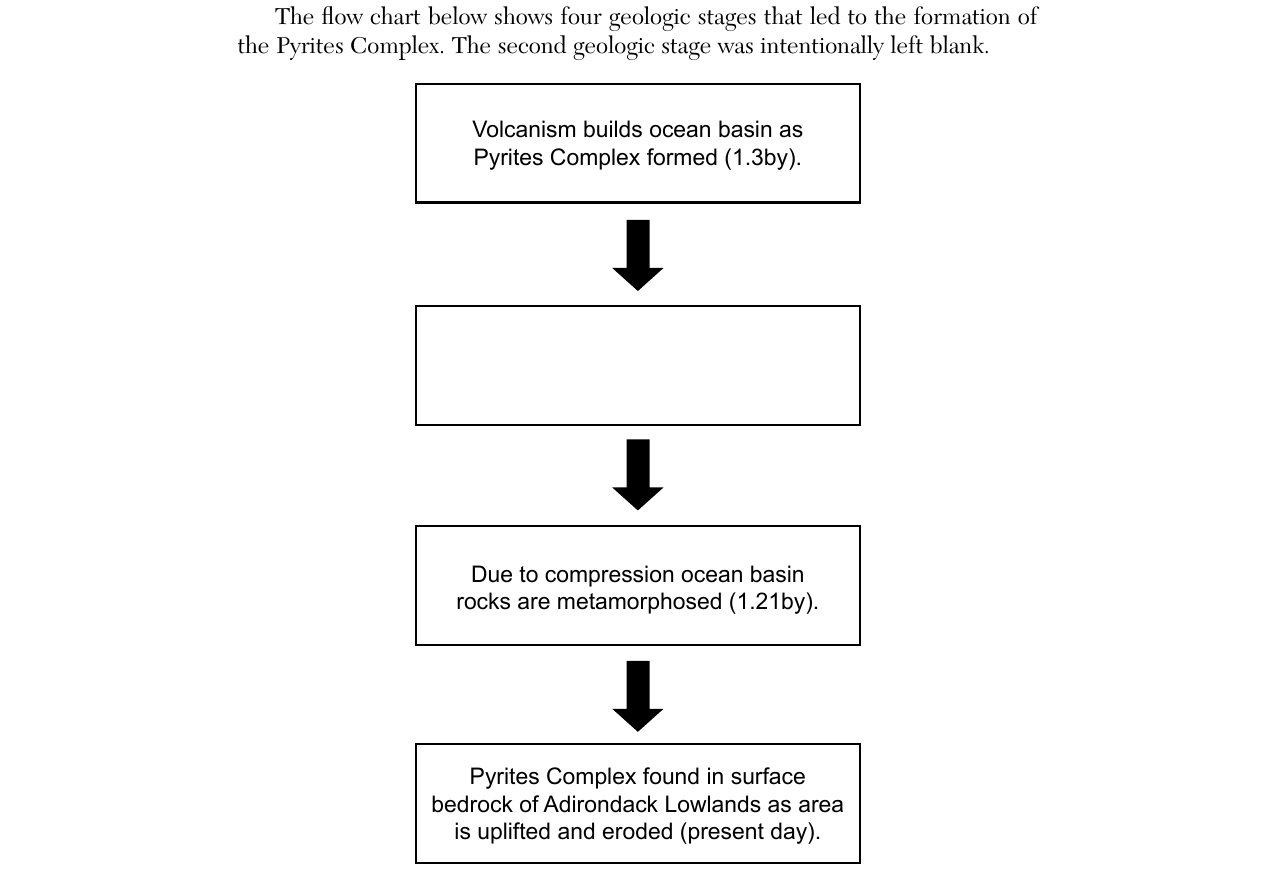 The flow chart below shows four geologic stages that led to the formation of
the Pyrites Complex. The second geologic stage was intentionally left blank.
Volcanism builds ocean basin as
Pyrites Complex formed (1.3by).
Due to compression ocean basin
rocks are metamorphosed (1.21by).
Pyrites Complex found in surface
bedrock of Adirondack Lowlands as area
is uplifted and eroded (present day).